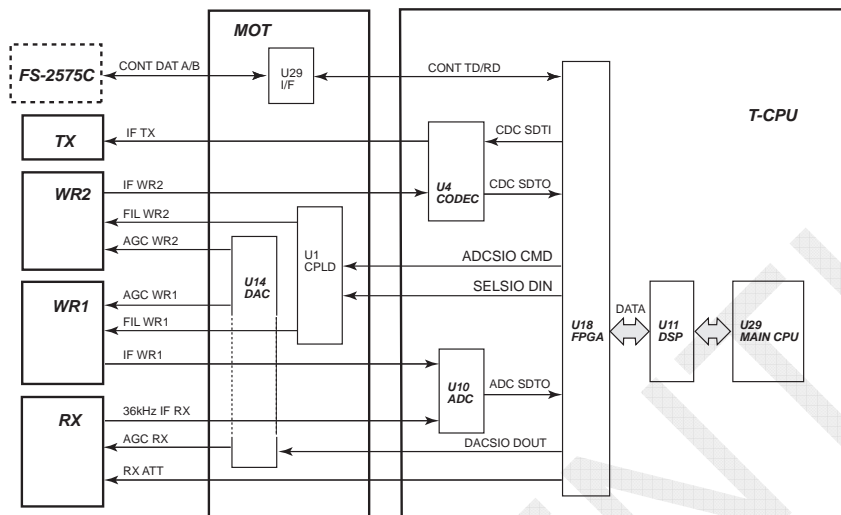 MOT
FS-2575C
CONT DAT A/B
U29
I/F
CONT TD/RD
T-CPU
TX
IF TX
CDC SDTI
WR2
IF WR2
U4
CODEC
CDC SDTO
FIL WR2
U1
CPLD
AGC WR2
ADCSIO CMD
U14
DAC
SELSIO DIN
WR1
AGC WR1
FIL WR1
U18
FPGA
DATA
U11
DSP
U29
MAIN CPU
IF WR1
U10
ADC
ADC SDTO
RX
36kHz IF RX
AGC RX
DACSIO DOUT
RX ATT